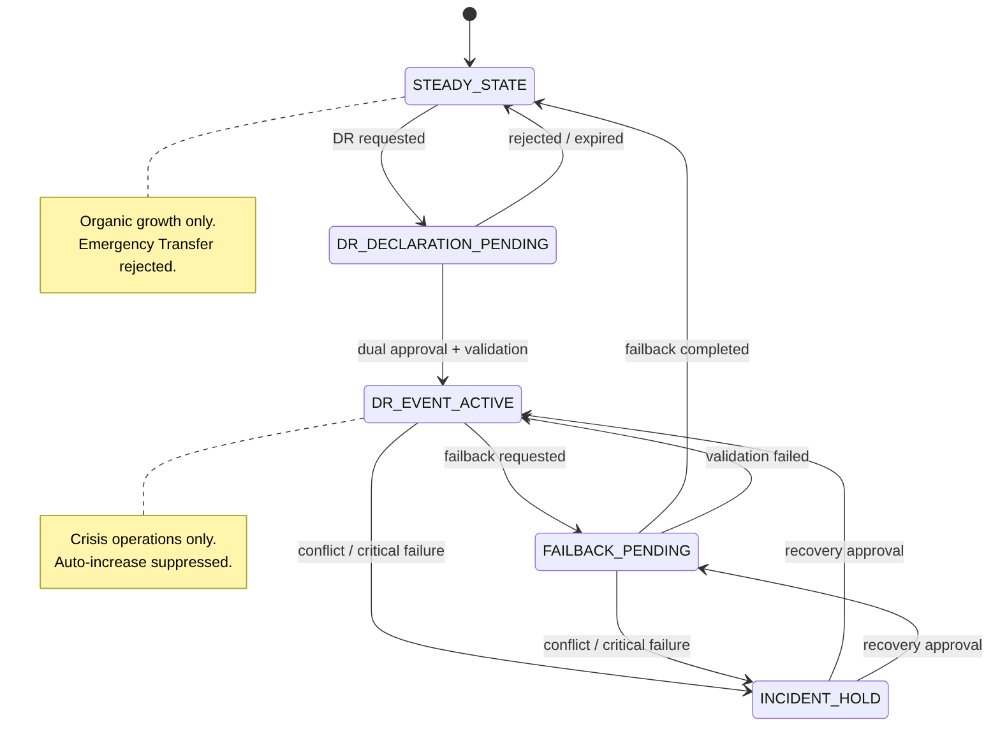 STEADY_STATE
DR requested
rejected / expired
Organic growth only.
Emergency Transfer
rejected.
DR_DECLARATION_PENDING
dual approval + validation
failback completed
DR_EVENT_ACTIVE
failback requested
validation failed
Crisis operations only.
Auto-increase suppressed.
conflict / critical failure
FAILBACK_PENDING
recovery approval
conflict / critical failure
recovery approval
INCIDENT_HOLD